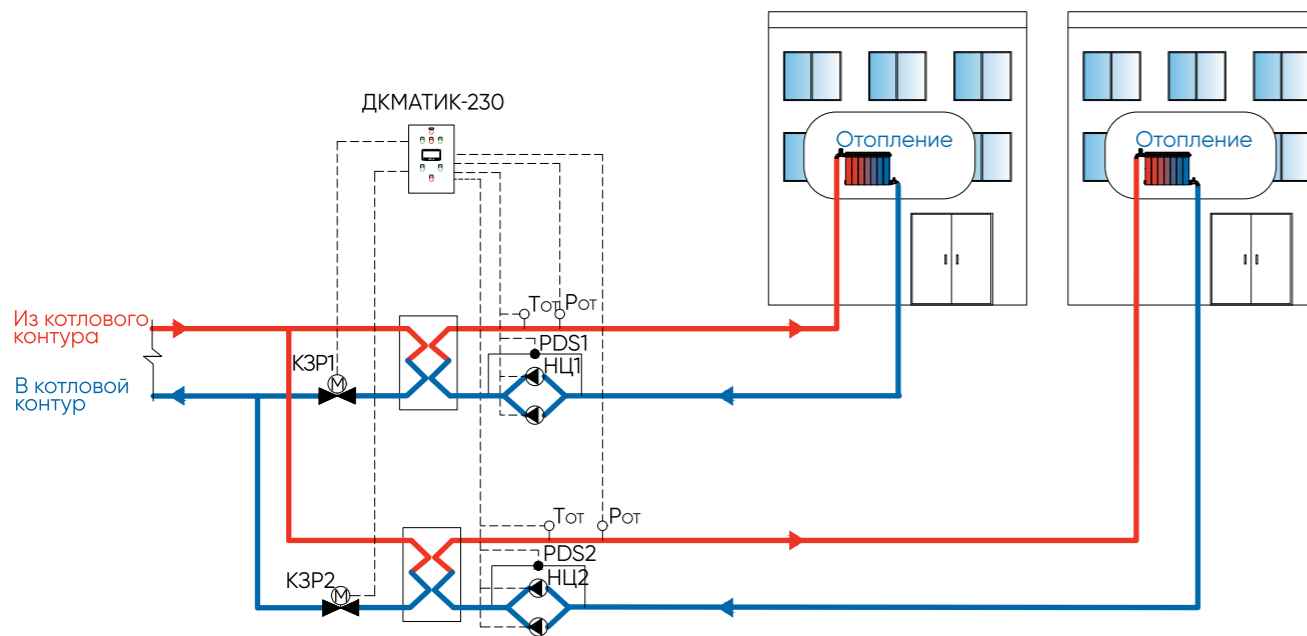 ДКМАТИК-230
Отопление
Отопление
Из котлового
контура
В котловой
контур
КЗР1
М
Тот
Рот
PDS1
НЦ1
КЗР2
М
Тот
Рот
PDS2
НЦ2